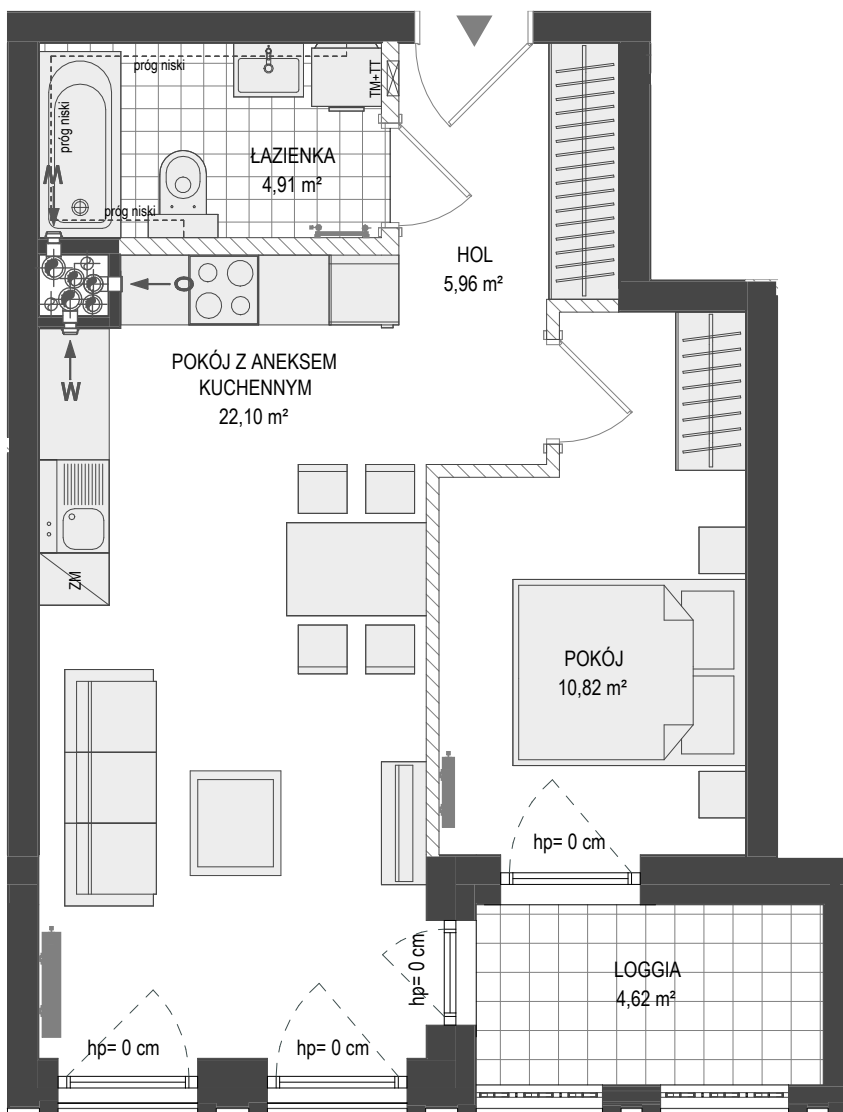 próg niski
TM+TT
próg niski
ŁAZIENKA
4,91 m²
W
próg niski
HOL
5,96 m²
O
POKÓJ Z ANEKSEM
KUCHENNYM
22,10 m²
W
ZM
POKÓJ
10,82 m²
hp= 0 cm
hp= 0 cm
LOGGIA
4,62 m²
hp= 0 cm
hp= 0 cm